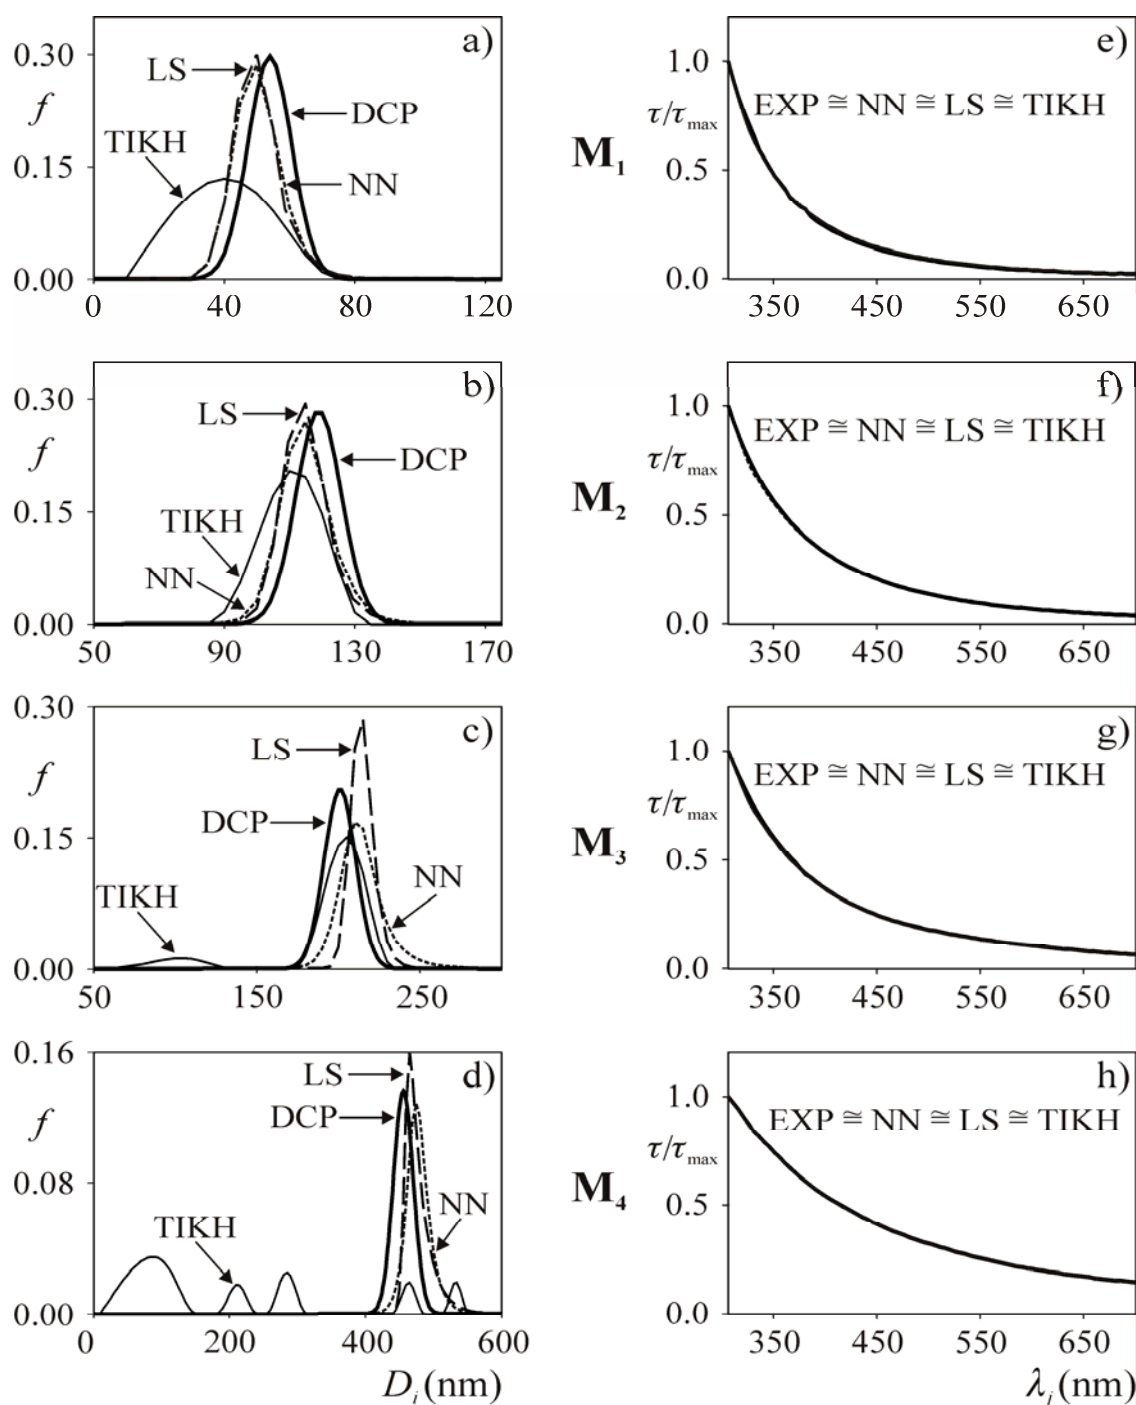 a)
0.30
LS
f
DCP
TIKH
0.15
NN
0.00
0 40 80 120
M1
e)
1.0
τ/τmax
EXP ≅ NN ≅ LS ≅ TIKH
0.5
0.0
350 450 550 650
b)
0.30
LS
f
DCP
0.15
TIKH
NN
0.00
50 90 130 170
M2
f)
1.0
EXP ≅ NN ≅ LS ≅ TIKH
τ/τmax
0.5
0.0
350 450 550 650
0.30
c)
LS
f
DCP
0.15
NN
TIKH
0.00
50 150 250
M3
g)
1.0
EXP ≅ NN ≅ LS ≅ TIKH
τ/τmax
0.5
0.0
350 450 550 650
0.16
d)
LS
f
DCP
0.08
NN
TIKH
0.00
0 200 400 600
Di (nm)
M4
h)
1.0
EXP ≅ NN ≅ LS ≅ TIKH
τ/τmax
0.5
0.0
350 450 550 650
λi (nm)